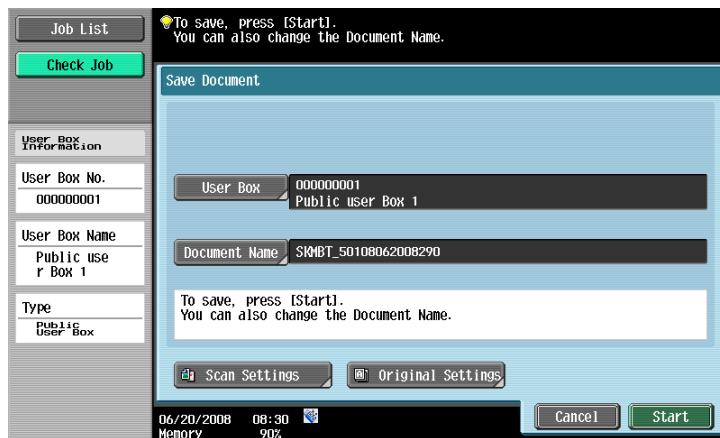 Job List
Check Job
To save, press [Start].
You can also change the Document Name.
Save Document
User Box
Information
User Box No.
000000001
User Box Name
Public use
r Box 1
Type
Public
User Box
User Box
000000001
Public user Box 1
Document Name
SKMBT_50108062008290
To save, press [Start].
You can also change the Document Name.
Scan Settings
Original Settings
06/20/2008 08:30
Memory 90%
Cancel
Start